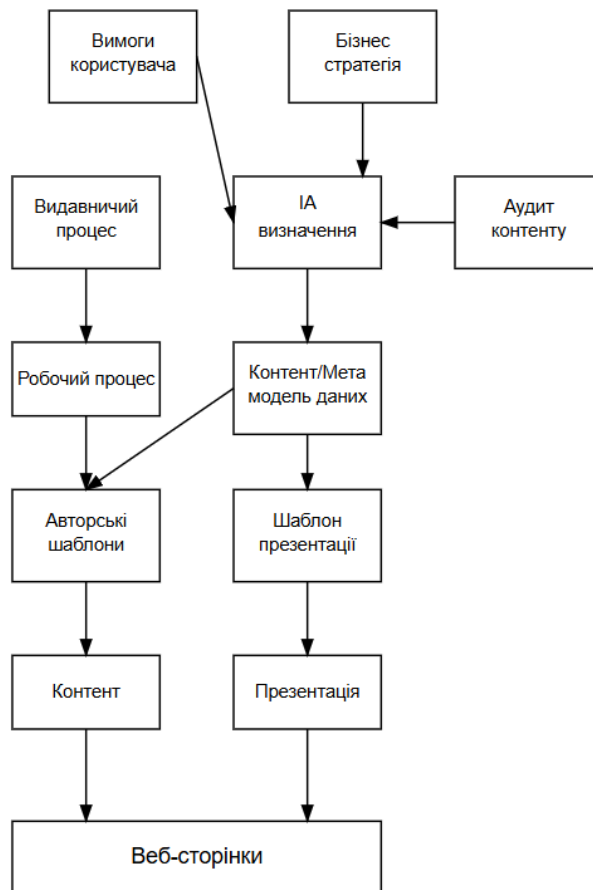 Вимоги
користувача
Бізнес
стратегія
Видавничий
процес
ІА
визначення
Аудит
контенту
Робочий процес
Контент/Мета
модель даних
Авторські
шаблони
Шаблон
презентації
Контент
Презентація
Веб-сторінки